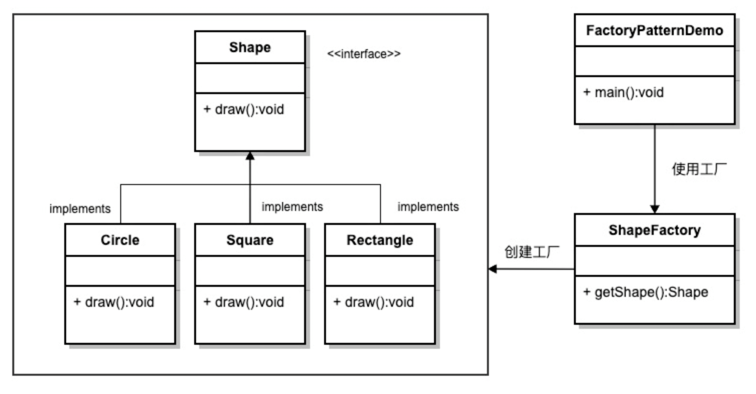 Shape
<<interface>>
+ draw():void
implements
implements
implements
Circle
Square
Rectangle
+ draw():void
+ draw():void
+ draw():void
FactoryPatternDemo
+ main():void
使用工厂
ShapeFactory
+ getShape():Shape
创建工厂